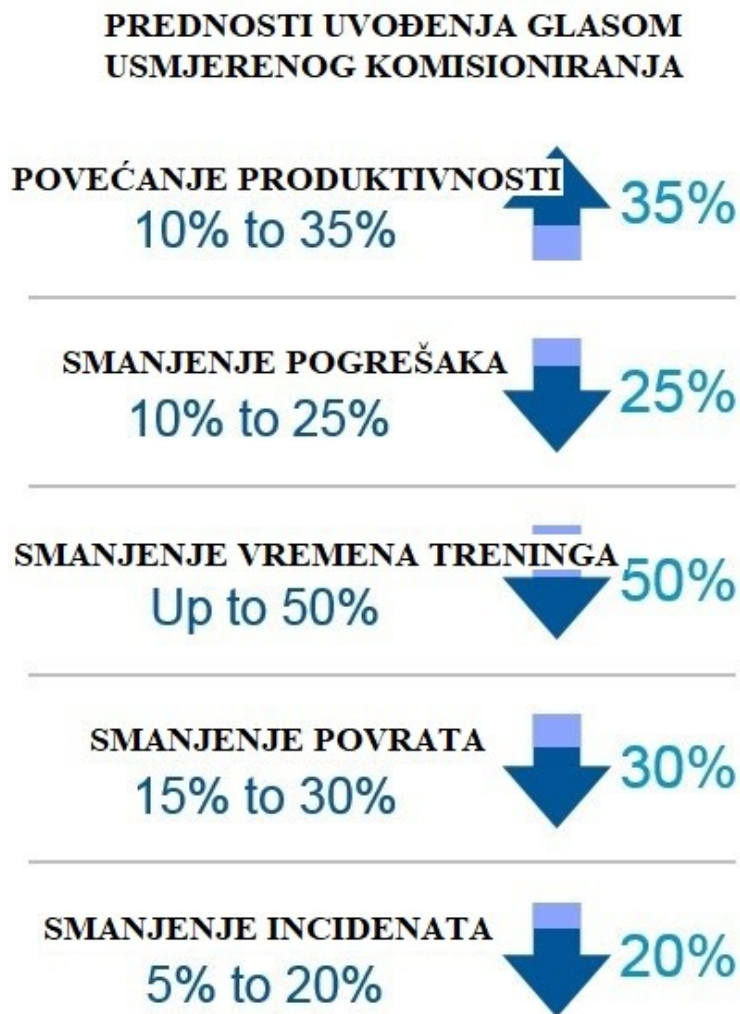 PREDNOSTI UVOĐENJA GLASOM
USMJERENOG KOMISIONIRANJA
POVEĆANJE PRODUKTIVNOSTI
10% to 35%
35%
SMANJENJE POGREŠAKA
10% to 25%
25%
SMANJENJE VREMENA TRENINGA
Up to 50%
50%
SMANJENJE POVRATA
15% to 30%
30%
SMANJENJE INCIDENATA
5% to 20%
20%